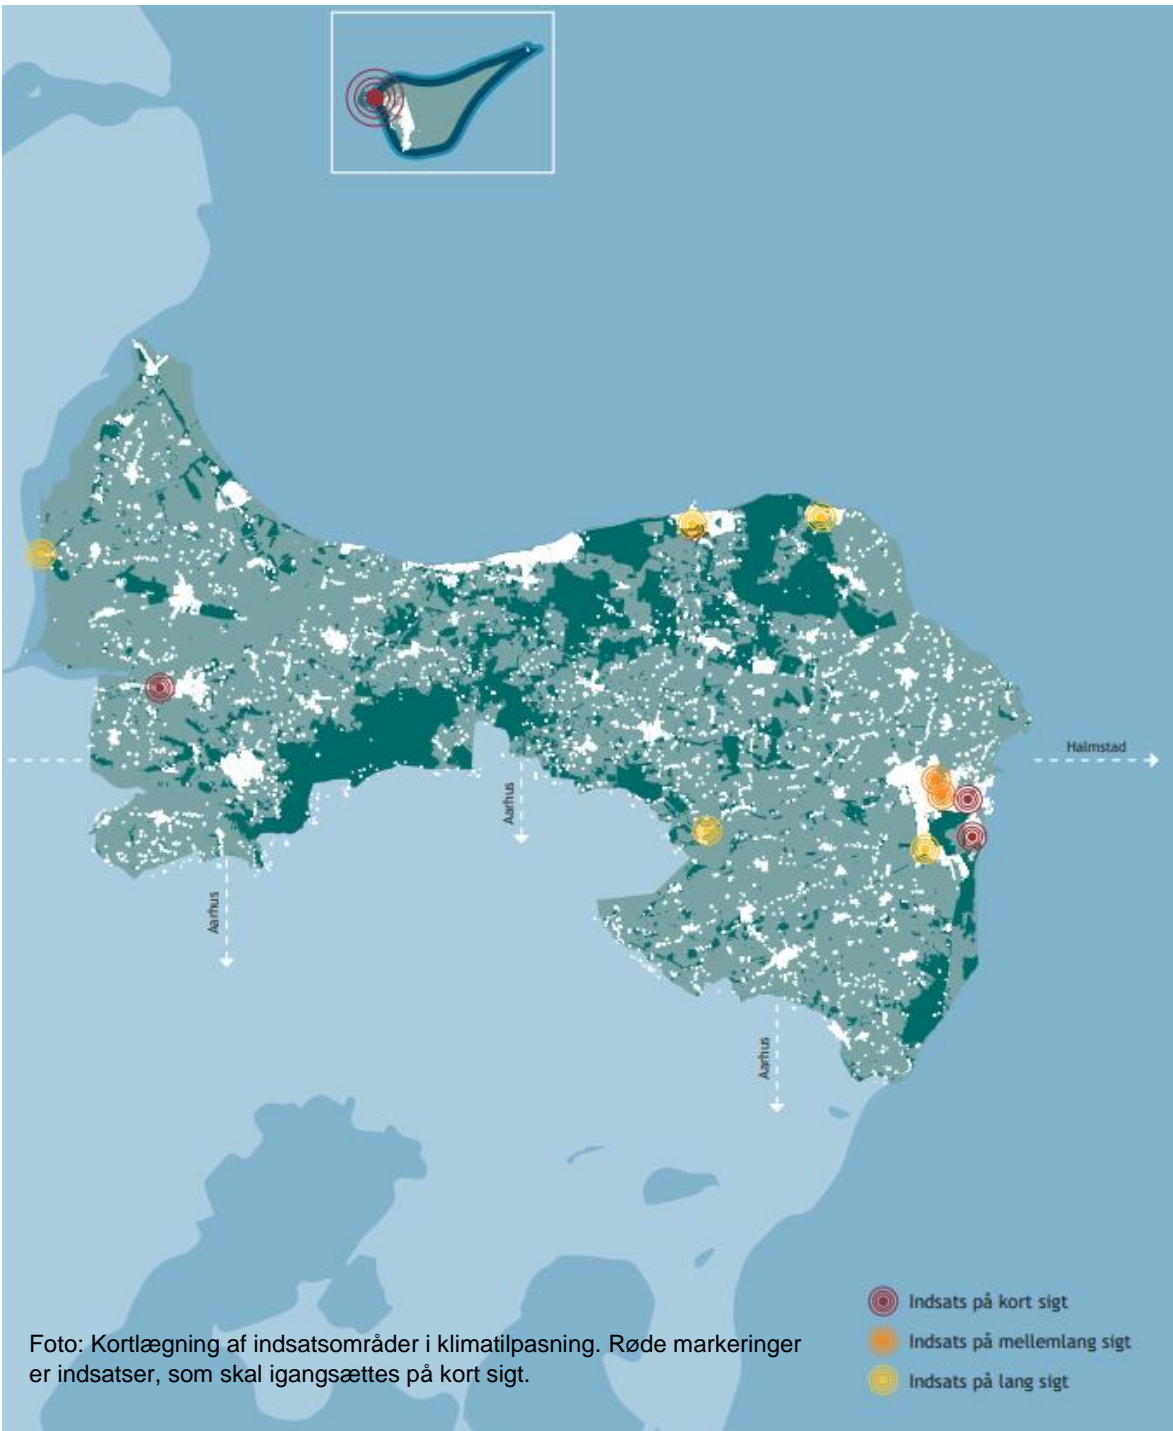 Halmstad
Aarhus
Aarhus
Aarhus
Indsats på kort sigt
Indsats på mellemlang sigt
Indsats på lang sigt
Foto: Kortlægning af indsatsområder i klimatilpasning. Røde markeringer
er indsatser, som skal igangsættes på kort sigt.